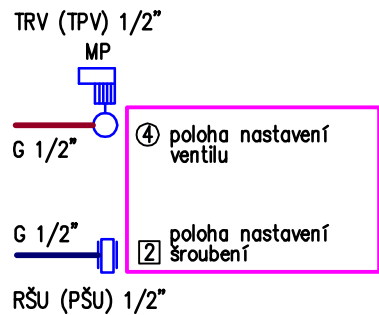 TRV (TPV) 1/2"
MP
④ poloha nastavení
ventilu
G 1/2"
G 1/2"
poloha nastavení
2 šroubení
RŠU (PŠU) 1/2"